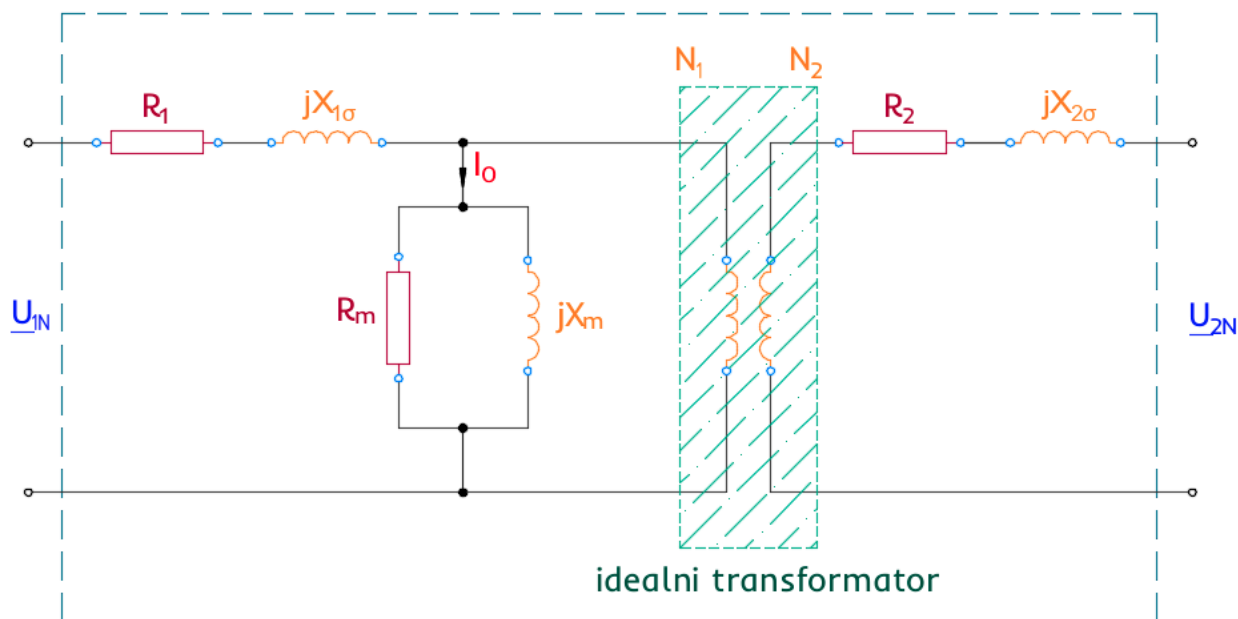 N₁ N₂
R₁ jX₁σ R₂ jX₂σ
I₀
U₁N Rₘ jXₘ U₂N
idealni transformator